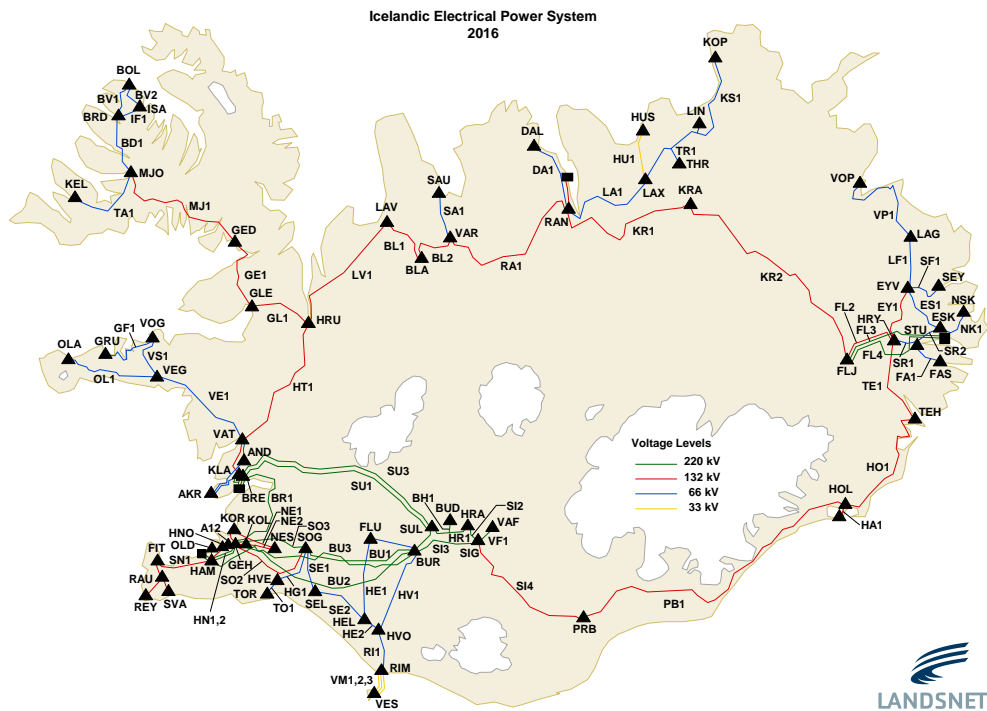 Icelandic Electrical Power System
2016
KOP
BOL
BV1
BV2
ISA
BRD
IF1
BD1
MJO
KEL
TA1
MJ1
GED
GE1
GLE
GL1
HRU
LAV
LV1
BL1
BLA
BL2
SAU
SA1
VAR
RA1
DAL
DA1
RAN
HUS
HU1
LAX
LA1
LIN
KS1
TR1
THR
KRA
KR1
KR2
VOP
VP1
LAG
LF1
SF1
SEY
EYV
NSK
ES1
ESK
EY1
HRY
FL2
FL3
STU
NK1
FL4
SR1
SR2
FLJ
FA1
FAS
TE1
TEH
HO1
HOL
HA1
OLA
GRU
GF1
VOG
VS1
VEG
OL1
VE1
HT1
VAT
AND
KLA
AKR
BRE
BR1
SU3
SU1
BH1
BUD
HRA
SI2
VAF
VF1
SUL
HR1
SI3
SIG
BUR
FLU
BU1
BU3
BU2
KOR
KOL
NE1
NE2
SO3
NES
SOG
A12
HNO
OLD
FIT
SN1
HAM
GEH
SO2
HVE
SE1
HG1
TOR
TO1
SEL
RAU
REY
SVA
HN1,2
SE2
HEL
HE1
HE2
HV1
HVO
RI1
RIM
VM1,2,3
VES
SI4
PRB
PB1
Voltage Levels
220 kV
132 kV
66 kV
33 kV
LANDSNET